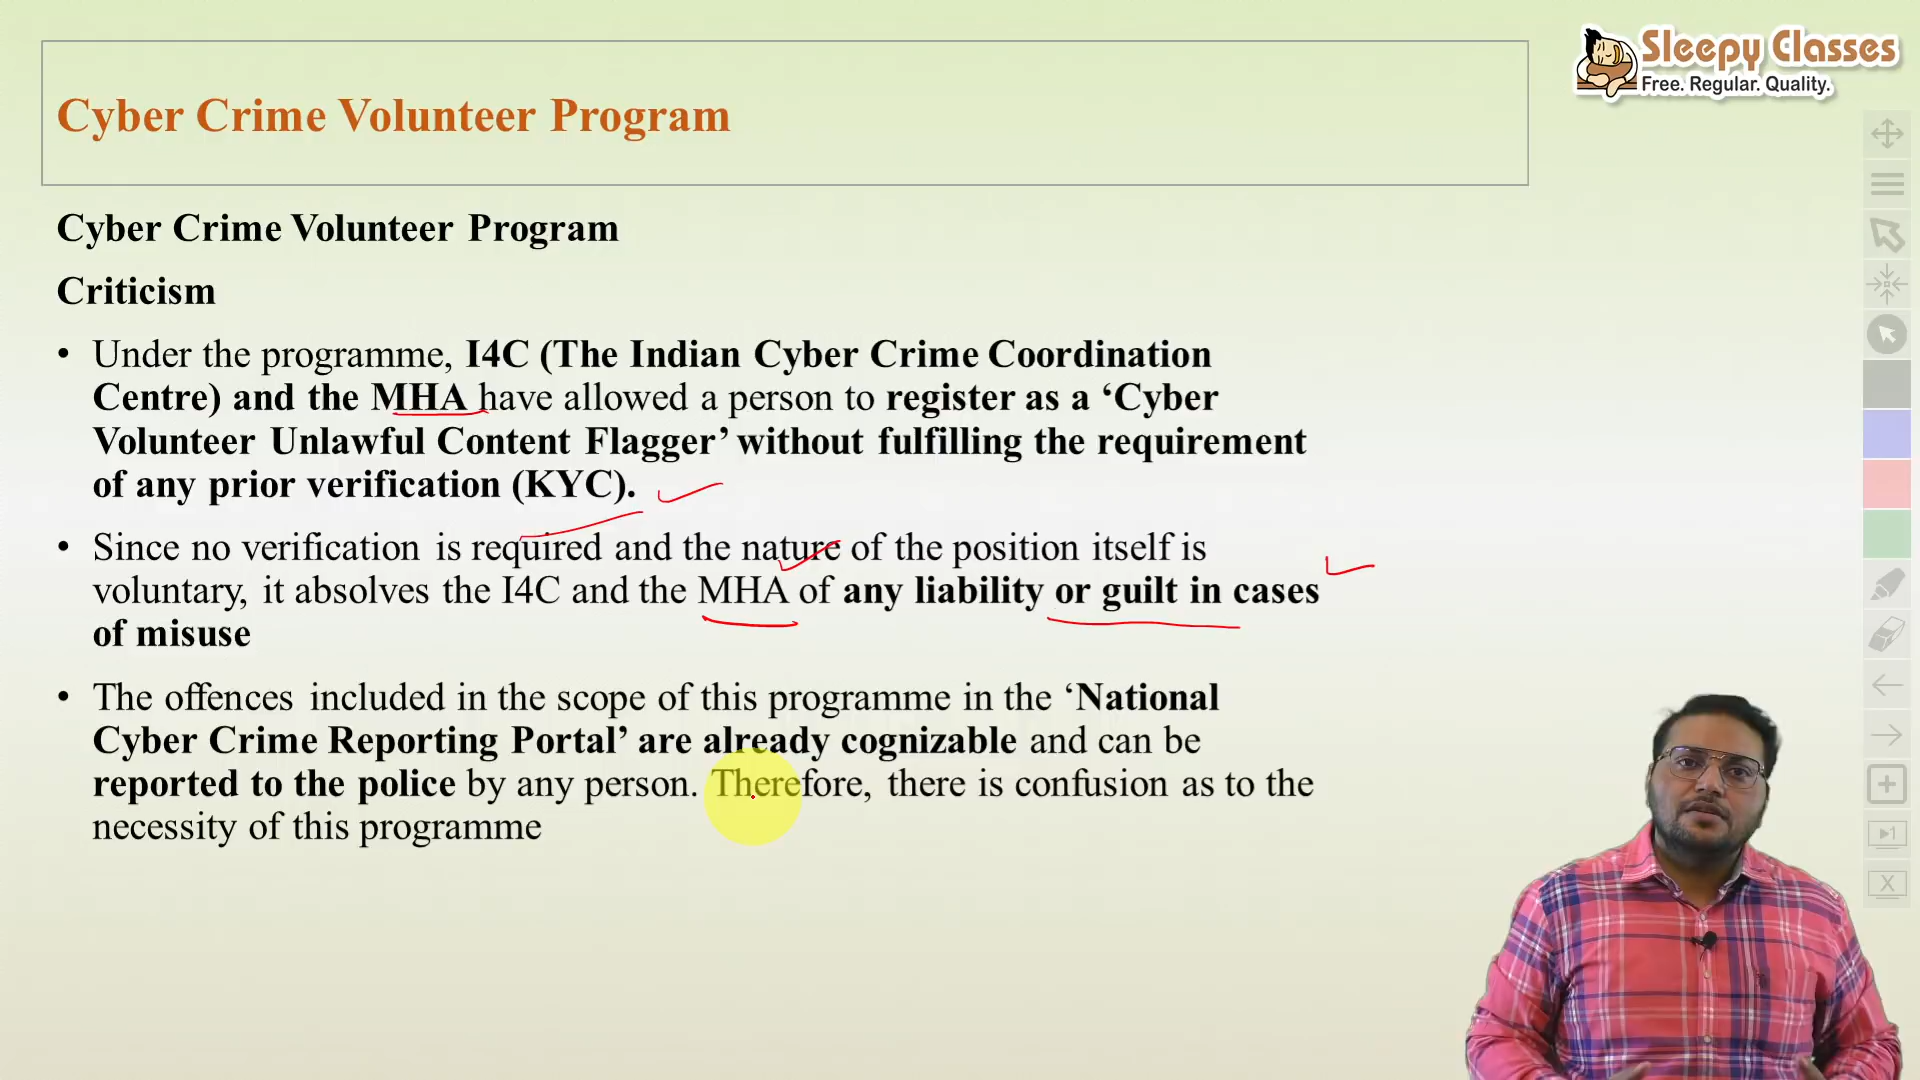 Sleepy Classes
Free. Regular. Quality.
Cyber Crime Volunteer Program
Cyber Crime Volunteer Program
Criticism
• Under the programme, I4C (The Indian Cyber Crime Coordination
Centre) and the MHA have allowed a person to register as a ‘Cyber
Volunteer Unlawful Content Flagger’ without fulfilling the requirement
of any prior verification (KYC).
• Since no verification is required and the nature of the position itself is
voluntary, it absolves the I4C and the MHA of any liability or guilt in cases
of misuse
• The offences included in the scope of this programme in the ‘National
Cyber Crime Reporting Portal’ are already cognizable and can be
reported to the police by any person. Therefore, there is confusion as to the
necessity of this programme